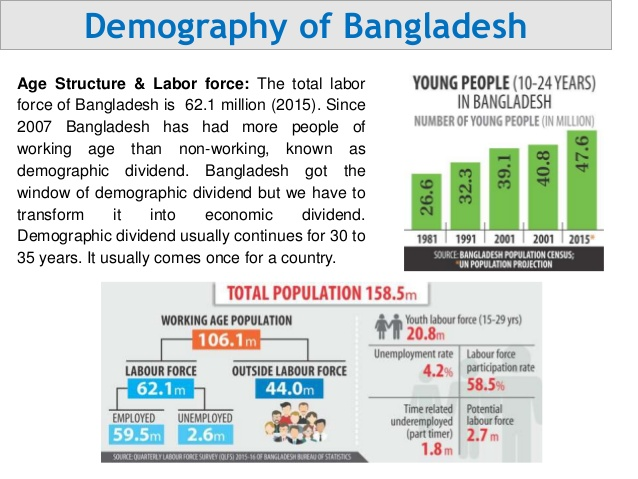 Demography of Bangladesh
Age Structure & Labor force: The total labor
force of Bangladesh is 62.1 million (2015). Since
2007 Bangladesh has had more people of
working age than non-working, known as
demographic dividend. Bangladesh got the
window of demographic dividend but we have to
transform it into economic dividend.
Demographic dividend usually continues for 30 to
35 years. It usually comes once for a country.
YOUNG PEOPLE (10-24 YEARS)
IN BANGLADESH
NUMBER OF YOUNG PEOPLE (IN MILLION)
26.6 32.3 39.1 40.8 47.6
1981 1991 2001 2001 2015*
SOURCE: BANGLADESH POPULATION CENSUS;
*UN POPULATION PROJECTION
TOTAL POPULATION 158.5m
WORKING AGE POPULATION
106.1m
LABOUR FORCE
62.1m
OUTSIDE LABOUR FORCE
44.0m
EMPLOYED
59.5m
UNEMPLOYED
2.6m
SOURCE: QUARTERLY LABOUR FORCE SURVEY (QLFS) 2015-16 OF BANGLADESH BUREAU OF STATISTICS
Youth labour force (15-29 yrs)
20.8m
Unemployment rate
4.2%
Labour force
participation rate
58.5%
Time related
underemployed
(part timer)
1.8 m
Potential
labour force
2.7 m